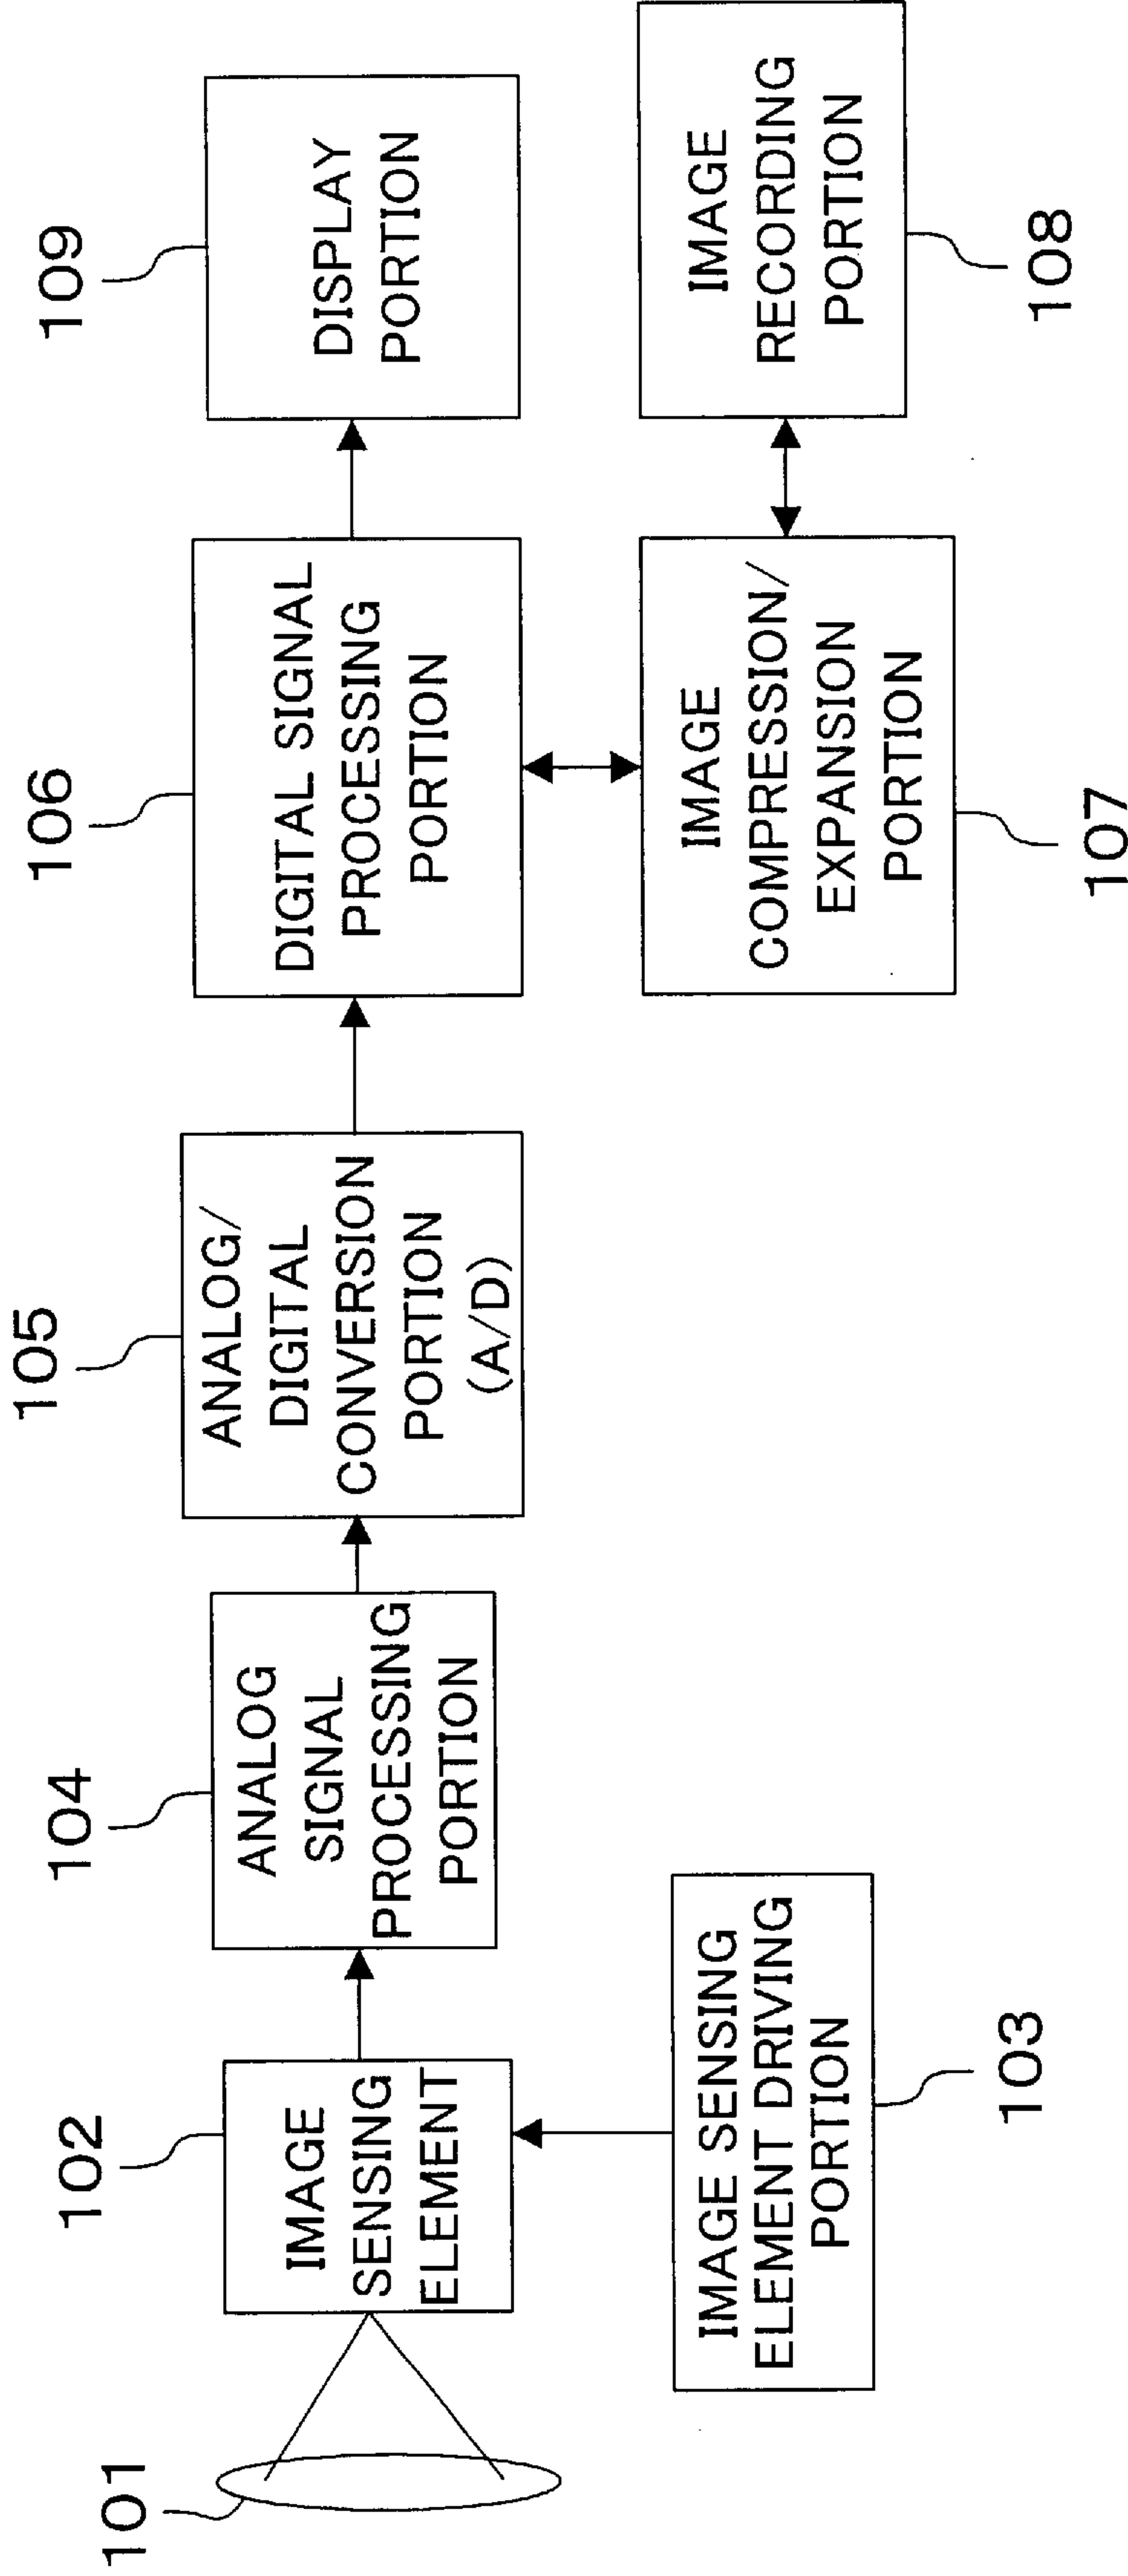 101
102
IMAGE
SENSING
ELEMENT
IMAGE SENSING
ELEMENT DRIVING
PORTION
103
104
ANALOG
SIGNAL
PROCESSING
PORTION
105
ANALOG/
DIGITAL
CONVERSION
PORTION
(A/D)
106
DIGITAL SIGNAL
PROCESSING
PORTION
IMAGE
COMPRESSION/
EXPANSION
PORTION
107
109
DISPLAY
PORTION
IMAGE
RECORDING
PORTION
108